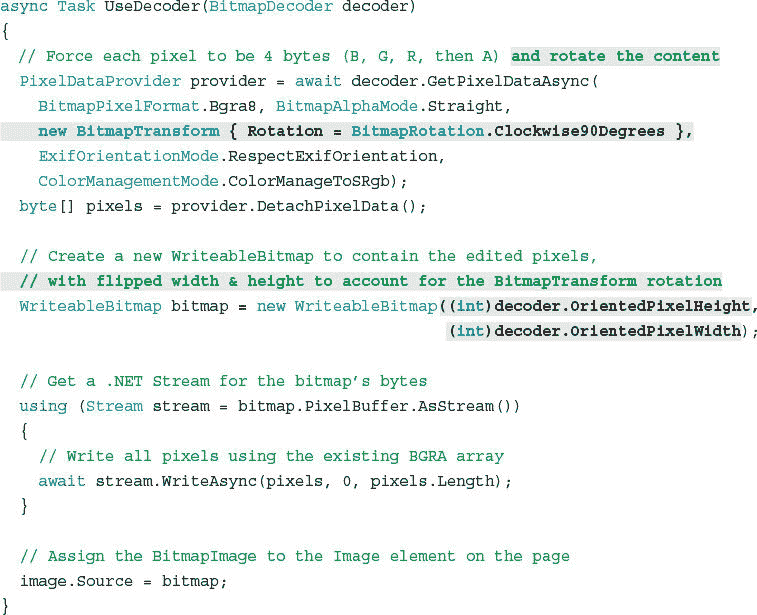 async Task UseDecoder(BitmapDecoder decoder)
{
  // Force each pixel to be 4 bytes (B, G, R, then A) and rotate the content
  PixelDataProvider provider = await decoder.GetPixelDataAsync(
    BitmapPixelFormat.Bgra8, BitmapAlphaMode.Straight,
    new BitmapTransform { Rotation = BitmapRotation.Clockwise90Degrees },
    ExifOrientationMode.RespectExifOrientation,
    ColorManagementMode.ColorManageToSRgb);
  byte[] pixels = provider.DetachPixelData();

  // Create a new WriteableBitmap to contain the edited pixels,
  // with flipped width & height to account for the BitmapTransform rotation
  WriteableBitmap bitmap = new WriteableBitmap((int)decoder.OrientedPixelHeight,
                                               (int)decoder.OrientedPixelWidth);

  // Get a .NET Stream for the bitmap’s bytes
  using (Stream stream = bitmap.PixelBuffer.AsStream())
  {
    // Write all pixels using the existing BGRA array
    await stream.WriteAsync(pixels, 0, pixels.Length);
  }

  // Assign the BitmapImage to the Image element on the page
  image.Source = bitmap;
}